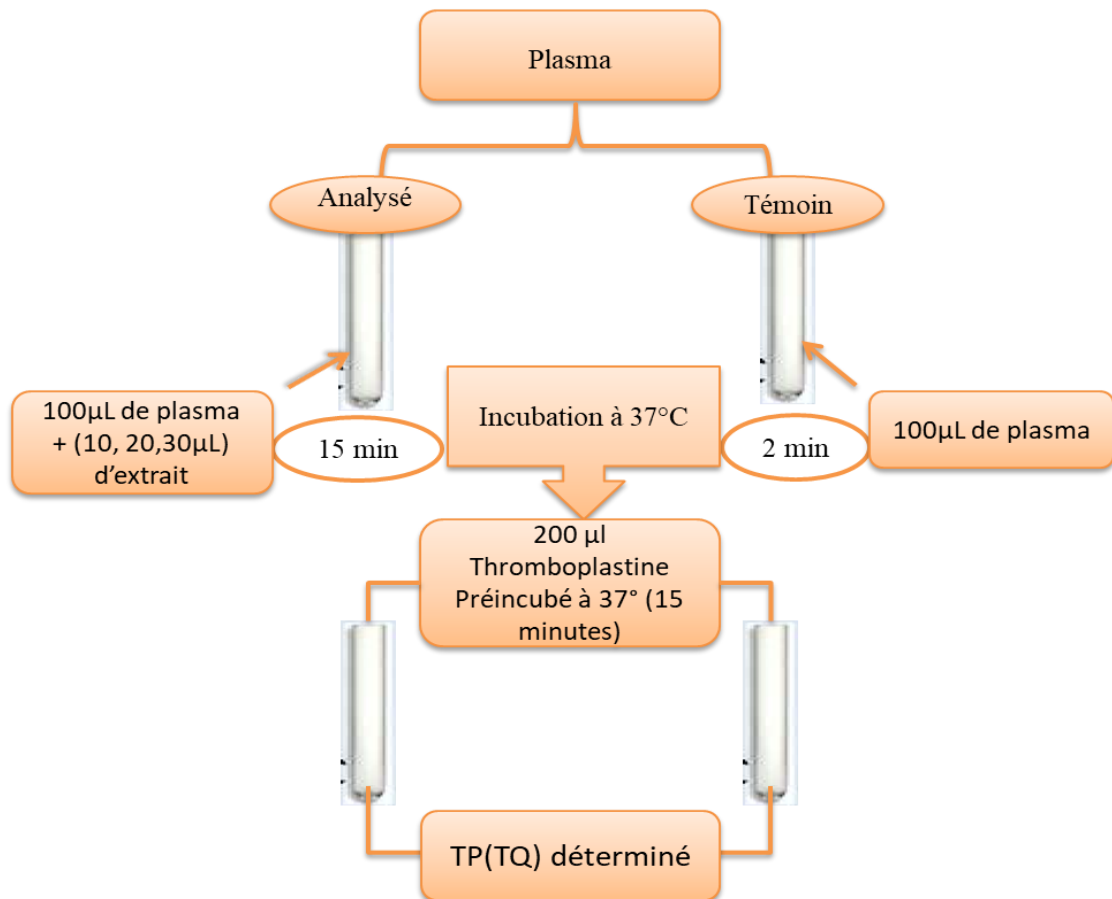 Plasma
Analysé
Témoin
100µL de plasma
+ (10, 20,30µL)
d’extrait
15 min
Incubation à 37°C
2 min
100µL de plasma
200 µl
Thromboplastine
Préincubé à 37° (15
minutes)
TP(TQ) déterminé